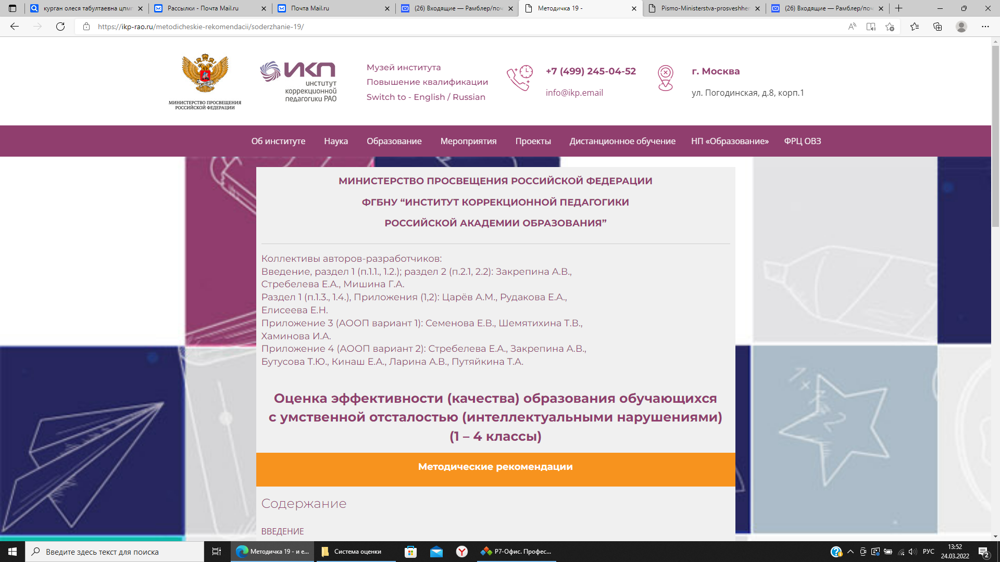 курган олеся табултаевна цпм
Рассылки - Почта Mail.ru
Почта Mail.ru
(26) Входящие — Рамблер/поч
Методичка 19 -
Pismo-Ministerstva-prosveshhe
(26) Входящие — Рамблер/поч
https://ikp-rao.ru/metodicheskie-rekomendacii/soderzhanie-19/
МИНИСТЕРСТВО ПРОСВЕЩЕНИЯ
РОССИЙСКОЙ ФЕДЕРАЦИИ
ИКП
институт
коррекционной
педагогики РАО
Музей института
Повышение квалификации
Switch to - English / Russian
+7 (499) 245-04-52
info@ikp.email
г. Москва
ул. Погодинская, д.8, корп.1
Об институте Наука Образование Мероприятия Проекты Дистанционное обучение НП «Образование» ФРЦ ОВЗ
МИНИСТЕРСТВО ПРОСВЕЩЕНИЯ РОССИЙСКОЙ ФЕДЕРАЦИИ
ФГБНУ “ИНСТИТУТ КОРРЕКЦИОННОЙ ПЕДАГОГИКИ
РОССИЙСКОЙ АКАДЕМИИ ОБРАЗОВАНИЯ”
Коллективы авторов-разработчиков:
Введение, раздел 1 (п.1.1., 1.2.); раздел 2 (п.2.1, 2.2): Закрепина А.В.,
Стребелева Е.А., Мишина Г.А.
Раздел 1 (п.1.3., 1.4.), Приложения (1,2): Царёв А.М., Рудакова Е.А.,
Елисеева Е.Н.
Приложение 3 (АООП вариант 1): Семенова Е.В., Шемятихина Т.В.,
Хаминова И.А.
Приложение 4 (АООП вариант 2): Стребелева Е.А., Закрепина А.В.,
Бутусова Т.Ю., Кинаш Е.А., Ларина А.В., Путяйкина Т.А.
Оценка эффективности (качества) образования обучающихся
с умственной отсталостью (интеллектуальными нарушениями)
(1 – 4 классы)
Методические рекомендации
Содержание
ВВЕДЕНИЕ
Введите здесь текст для поиска
Методичка 19 - и е...
Система оценки
Р7-Офис. Професс...
РУС
13:52
24.03.2022
2